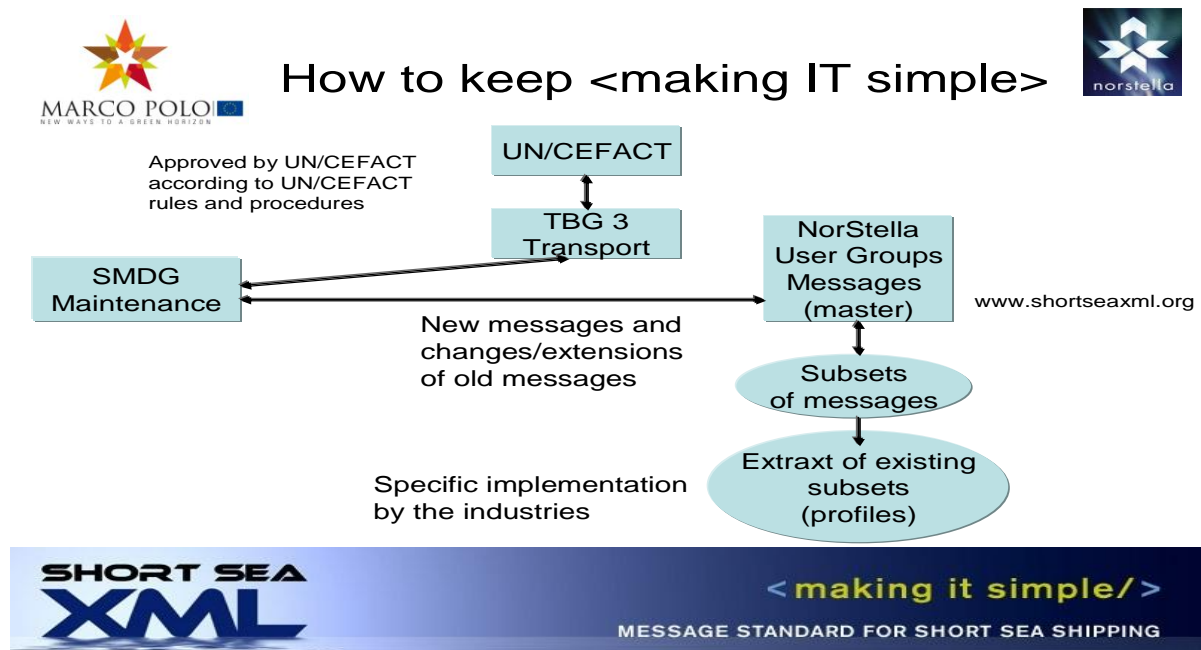 MARCO POLO
NEW WAYS TO A GREEN HORIZON
How to keep <making IT simple>
norstella
Approved by UN/CEFACT
according to UN/CEFACT
rules and procedures
UN/CEFACT
TBG 3
Transport
SMDG
Maintenance
NorStella
User Groups
Messages
(master)
www.shortseaxml.org
New messages and
changes/extensions
of old messages
Subsets
of messages
Extraxt of existing
subsets
(profiles)
Specific implementation
by the industries
SHORT SEA
XML
<making it simple/>
MESSAGE STANDARD FOR SHORT SEA SHIPPING